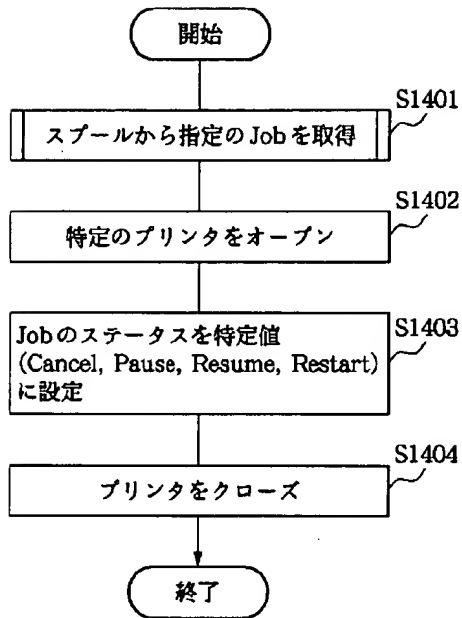 開始
S1401
スプールから指定のJobを取得
S1402
特定のプリンタをオープン
S1403
Jobのステータスを特定値
(Cancel, Pause, Resume, Restart)
に設定
S1404
プリンタをクローズ
終了